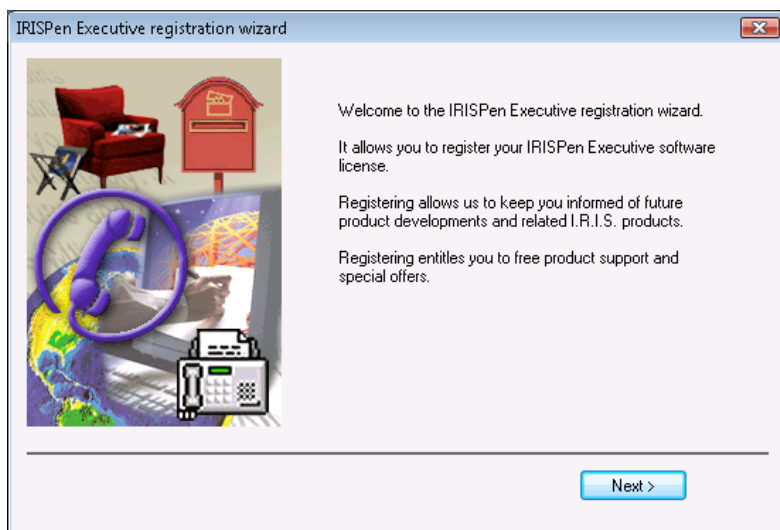 IRISPen Executive registration wizard
Welcome to the IRISPen Executive registration wizard.
It allows you to register your IRISPen Executive software
license.
Registering allows us to keep you informed of future
product developments and related I.R.I.S. products.
Registering entitles you to free product support and
special offers.
Next >